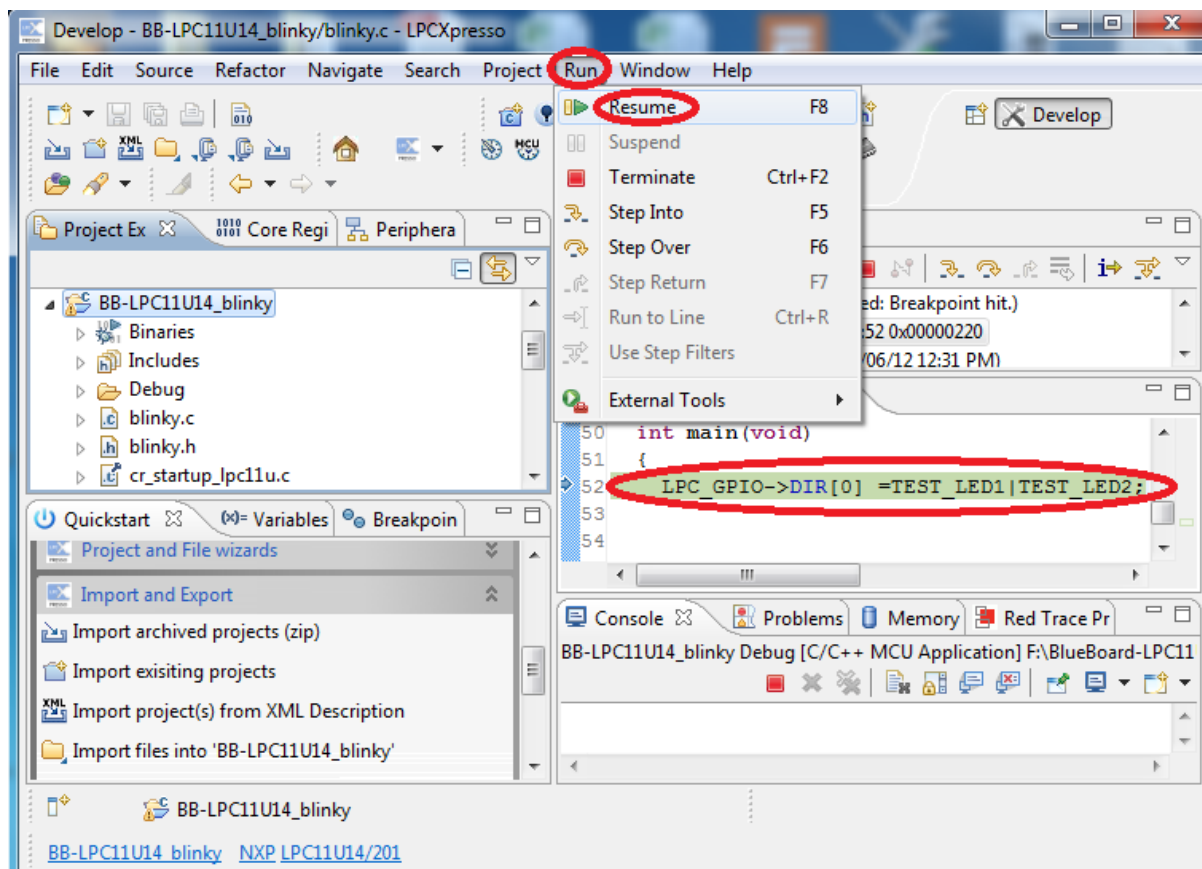 Develop - BB-LPC11U14_blinky/blinky.c - LPCXpresso
File Edit Source Refactor Navigate Search Project Run Window Help
Resume F8
Suspend
Terminate Ctrl+F2
Step Into F5
Step Over F6
Step Return F7
Run to Line Ctrl+R
Use Step Filters
External Tools
Develop
Project Ex Core Regi Periphera
BB-LPC11U14_blinky
Binaries
Includes
Debug
blinky.c
blinky.h
cr_startup_lpc11u.c
ed: Breakpoint hit.)
:52 0x00000220
/06/12 12:31 PM)
50 int main(void)
51 {
52 LPC_GPIO->DIR[0] =TEST_LED1|TEST_LED2;
53
54
Quickstart (x)= Variables Breakpoin
Project and File wizards
Import and Export
Import archived projects (zip)
Import exisiting projects
Import project(s) from XML Description
Import files into 'BB-LPC11U14_blinky'
Console Problems Memory Red Trace Pr
BB-LPC11U14_blinky Debug [C/C++ MCU Application] F:\BlueBoard-LPC11
BB-LPC11U14_blinky
BB-LPC11U14 blinky NXP LPC11U14/201